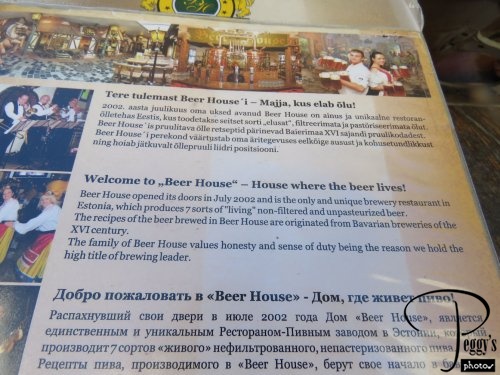 Tere tulemast Beer House´i – Majja, kus elab õlu!
2002. aasta juulikuus oma uksed avanud Beer House on ainus ja unikaalne restoran-
õlletehas Eestis, kus toodetakse seitset sorti „elusat“, filtreerimata ja pastöriseerimata õlut.
Beer House´is pruulitava õlle retseptid pärinevad Baierimaa XVI sajandi pruulikodadest.
Beer House´i perekond väärtustab oma äritegevuses eelkõige ausust ja kohusetundlikkust
ning hoiab jätkuvalt õllepruuli liidri positsiooni.
Welcome to „Beer House“ – House where the beer lives!
Beer House opened its doors in July 2002 and is the only and unique brewery restaurant in
Estonia, which produces 7 sorts of "living" non-filtered and unpasteurized beer.
The recipes of the beer brewed in Beer House are originated from Bavarian breweries of the
XVI century.
The family of Beer House values honesty and sense of duty being the reason we hold the
high title of brewing leader.
Добро пожаловать в «Beer House» - Дом, где живет пиво!
Распахнувший свои двери в июле 2002 года Дом «Beer House», является
единственным и уникальным Рестораном-Пивным заводом в Эстонии,
производит 7 сортов «живого» нефильтрованного, непастеризованного пива.
Рецепты пива, производимого в «Beer House», берут свое начало в
Peggy's
photos